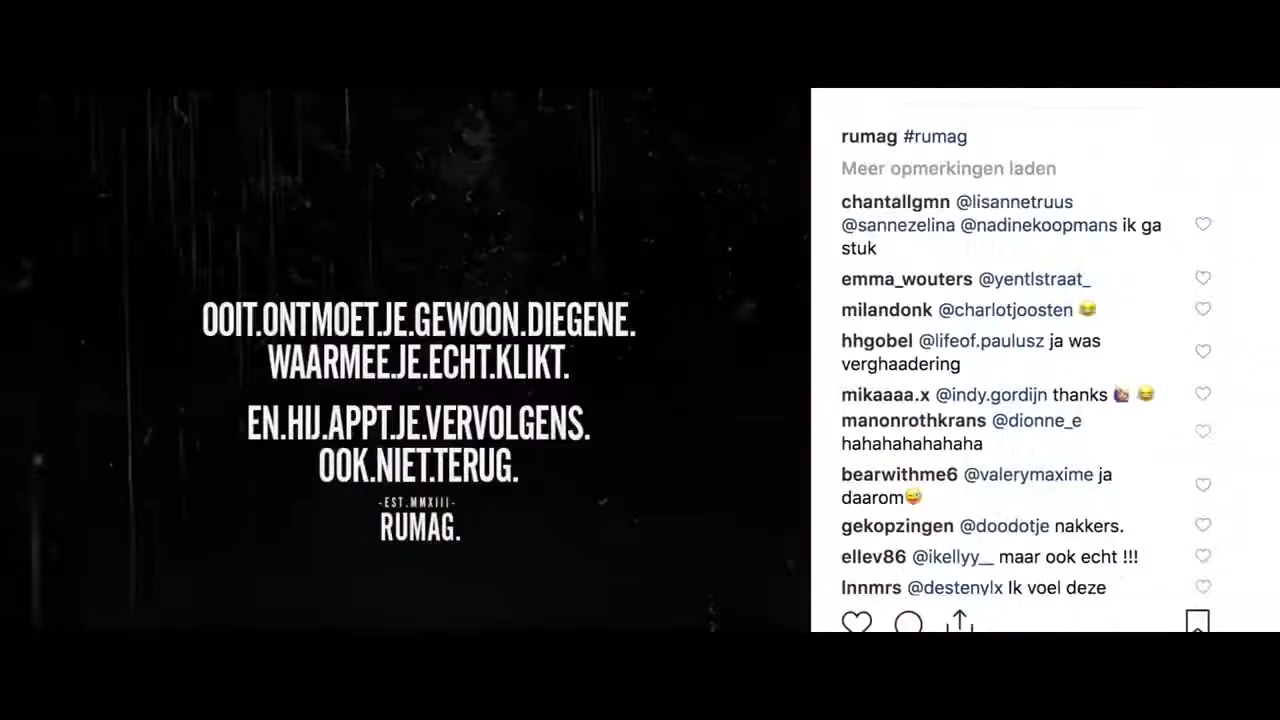 OOIT.ONTMOET.JE.GEWOON.DIEGENE.
WAARMEE.JE.ECHT.KLIKT.
EN.HIJ.APPT.JE.VERVOLGENS.
OOK.NIET.TERUG.
-EST.MMXIII-
RUMAG.
rumag #rumag
Meer opmerkingen laden
chantallgmn @lisannetruus
@sannezelina @nadinekoopmans ik ga
stuk
emma_wouters @yentlstraat_
milandonk @charlotjoosten 😂
hhgobel @lifeof.paulusz ja was
verghaadering
mikaaaa.x @indy.gordijn thanks 🙋🏽 😂
manonrothkrans @dionne_e
hahahahahahaha
bearwithme6 @valerymaxime ja
daarom😜
gekopzingen @doodotje nakkers.
ellev86 @ikellyy__ maar ook echt !!!
lnnmrs @destenylx Ik voel deze